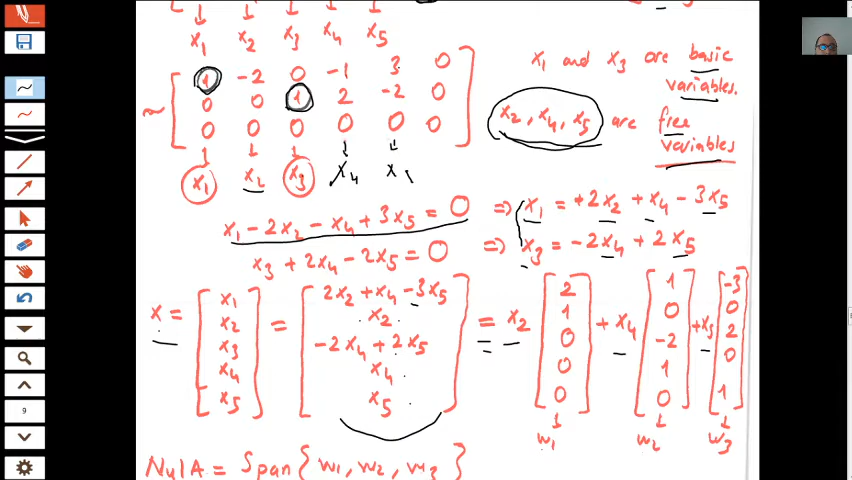 x1 x2 x3 x4 x5
~ [ 1 -2 0 -1 3 0
0 0 1 2 -2 0
0 0 0 0 0 0 ]
x1 x2 x3 x4 x
x1 and x3 are basic
variables.
x2, x4, x5 are free
variables
x1 - 2x2 - x4 + 3x5 = 0 => x1 = +2x2 + x4 - 3x5
x3 + 2x4 - 2x5 = 0 => x3 = -2x4 + 2x5
x = [ x1 x2 x3 x4 x5 ] = [ 2x2 + x4 - 3x5 x2 -2x4 + 2x5 x4 x5 ] = x2 [ 2 1 0 0 0 ] + x4 [ 1 0 -2 1 0 ] + x5 [ -3 0 2 0 1 ]
w1 w2 w3
Nul A = Span { w1, w2, w3 }
9